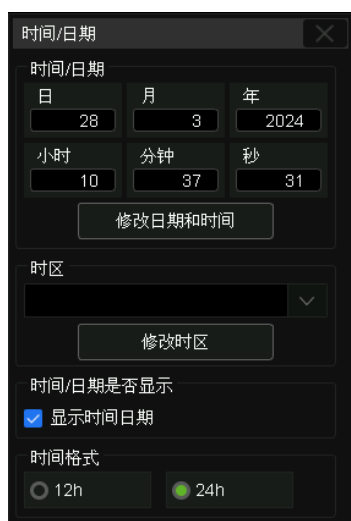 时间/日期
时间/日期
日 月 年
28 3 2024
小时 分钟 秒
10 37 31
修改日期和时间
时区
修改时区
时间/日期是否显示
显示时间日期
时间格式
12h 24h